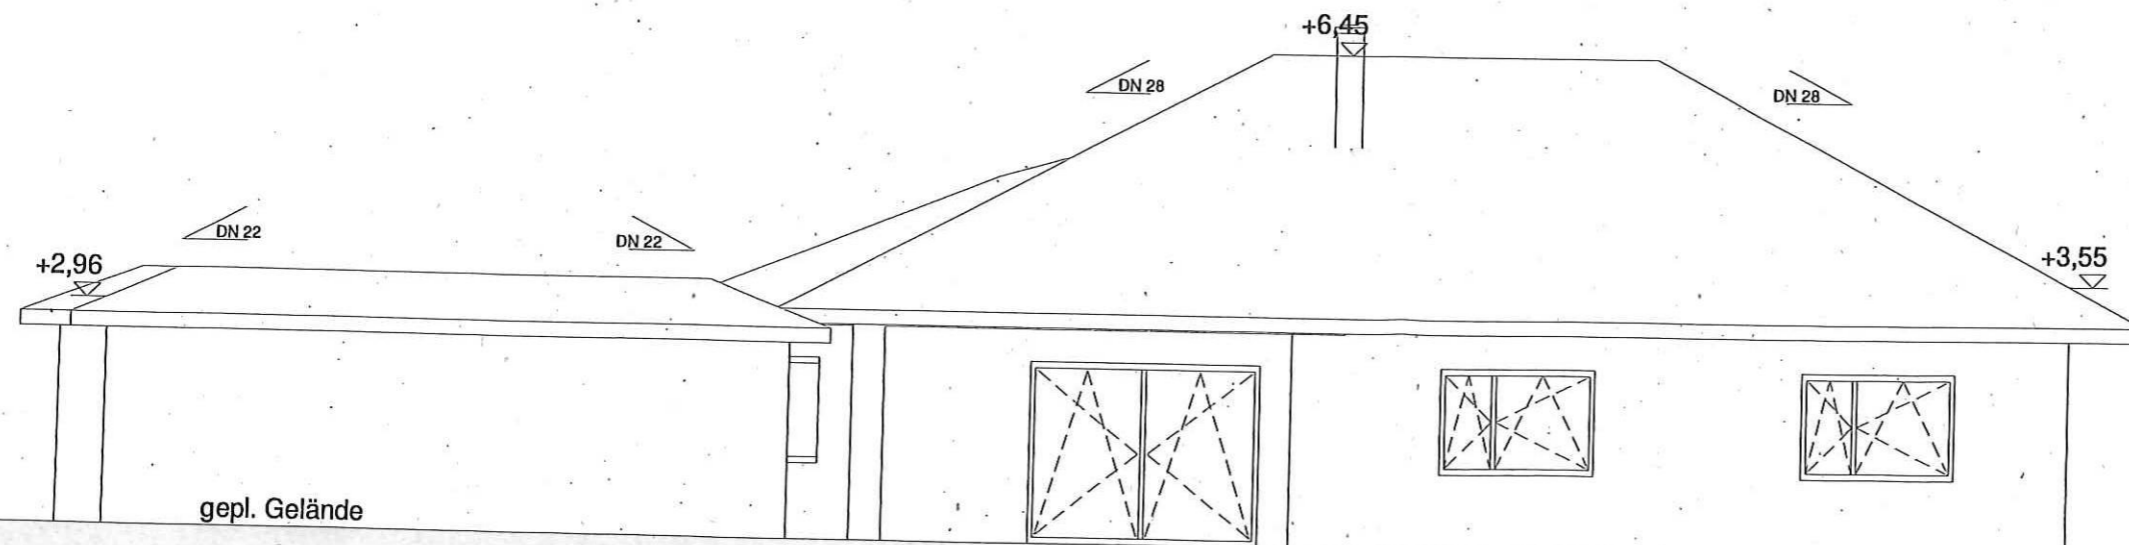 +6,45
DN 28
DN 28
DN 22
DN 22
+2,96
+3,55
gepl. Gelände